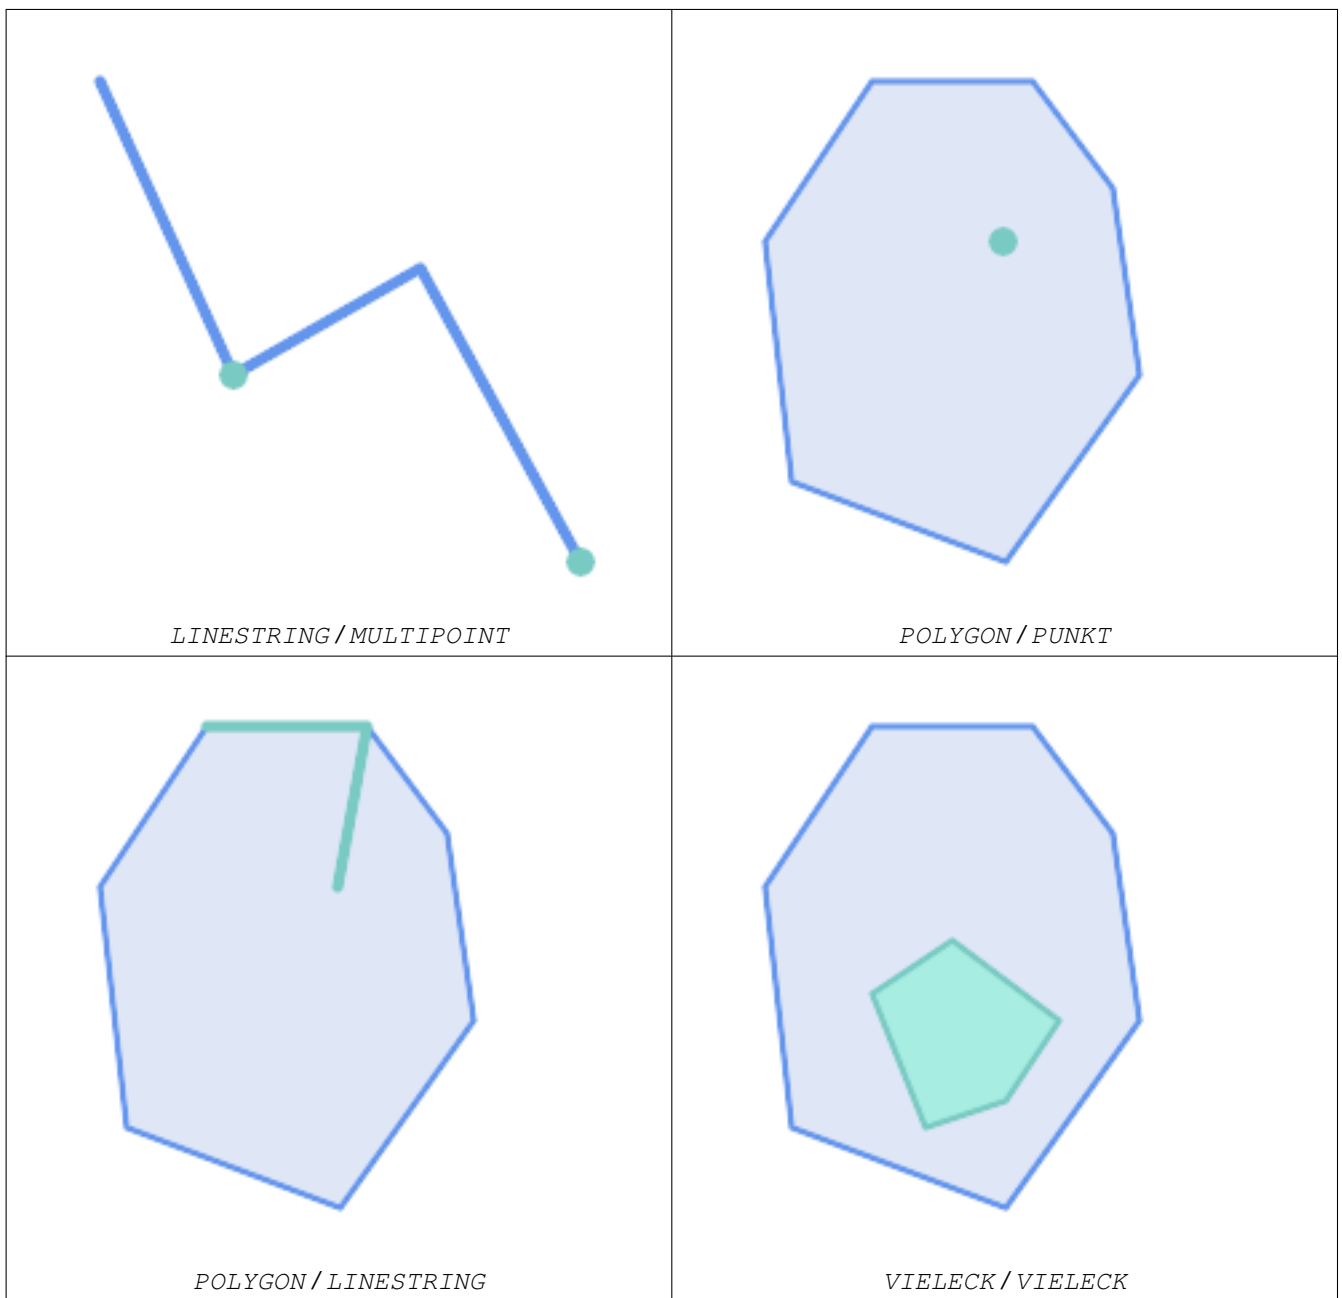 LINESTRING / MULTIPOINT
POLYGON / PUNKT
POLYGON / LINESTRING
VIELECK / VIELECK